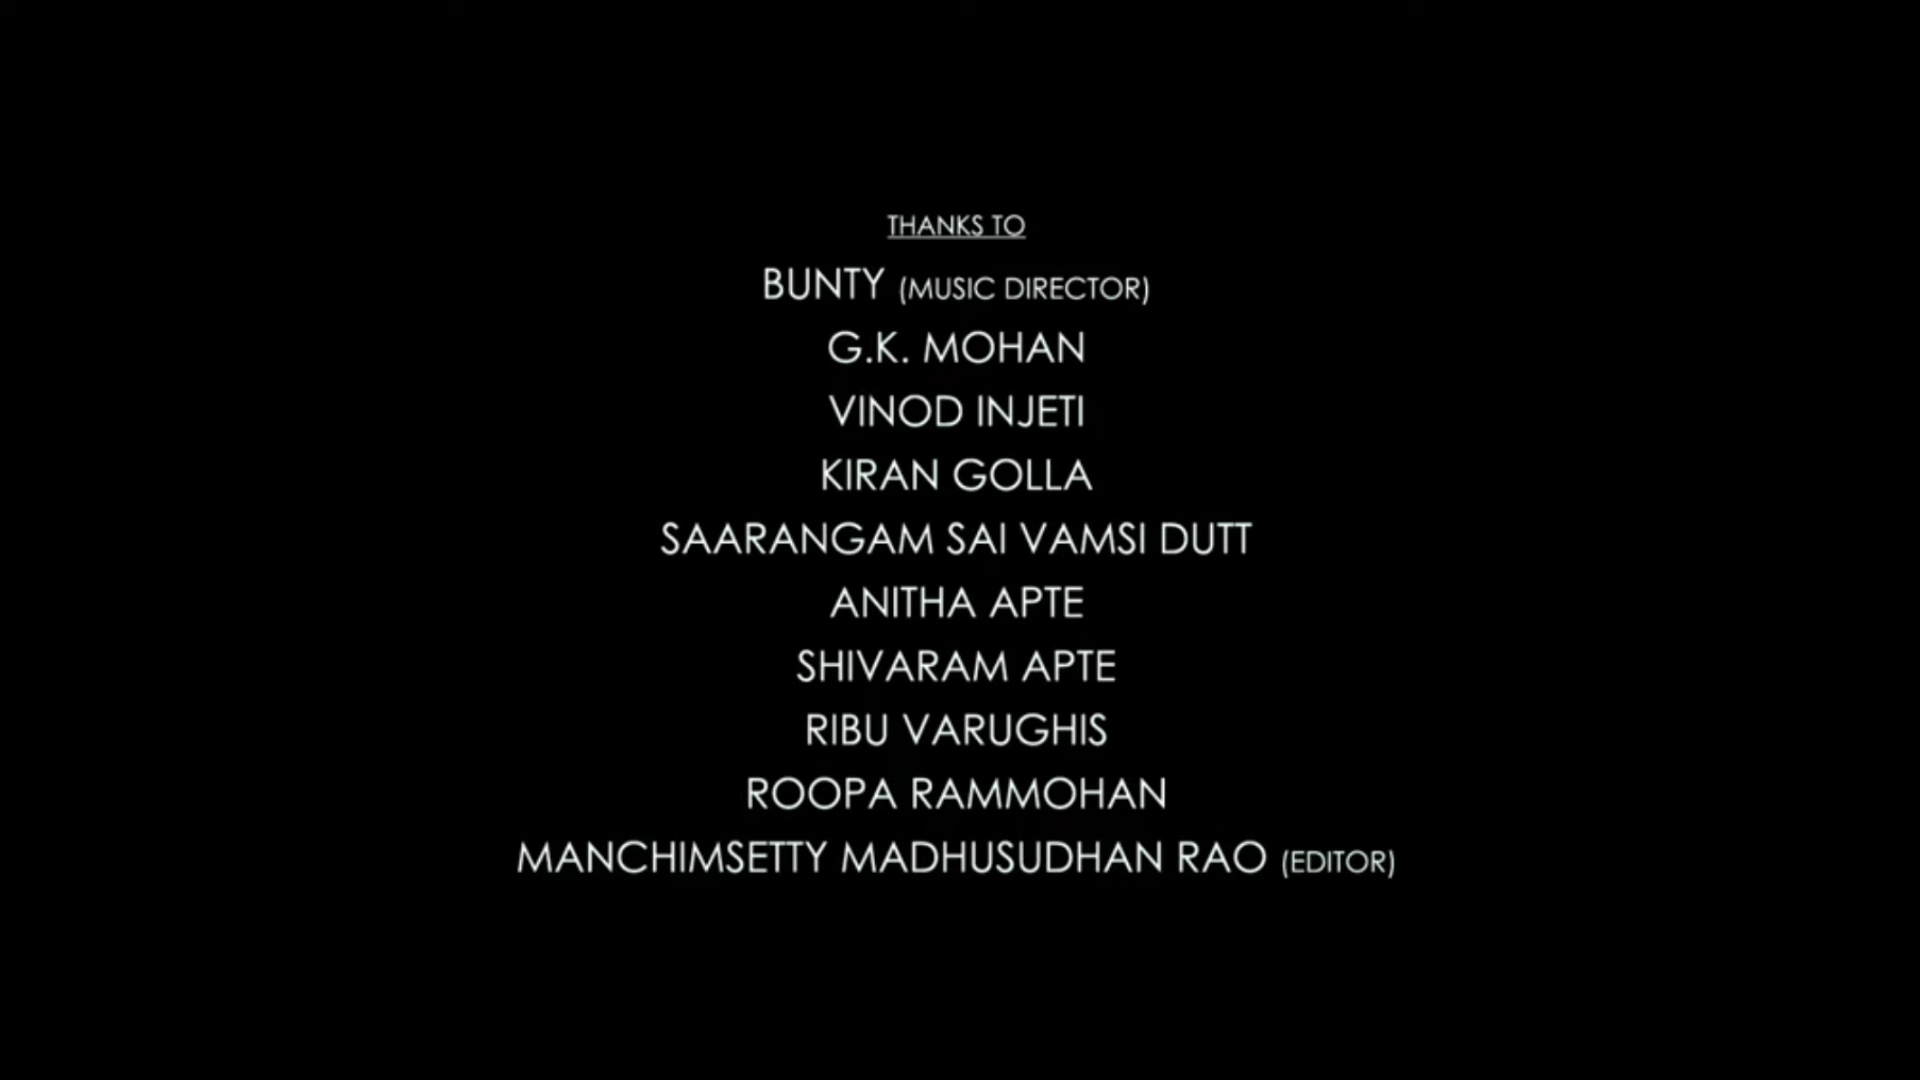 THANKS TO
BUNTY (MUSIC DIRECTOR)
G.K. MOHAN
VINOD INJETI
KIRAN GOLLA
SAARANGAM SAI VAMSI DUTT
ANITHA APTE
SHIVARAM APTE
RIBU VARUGHIS
ROOPA RAMMOHAN
MANCHIMSETTY MADHUSUDHAN RAO (EDITOR)